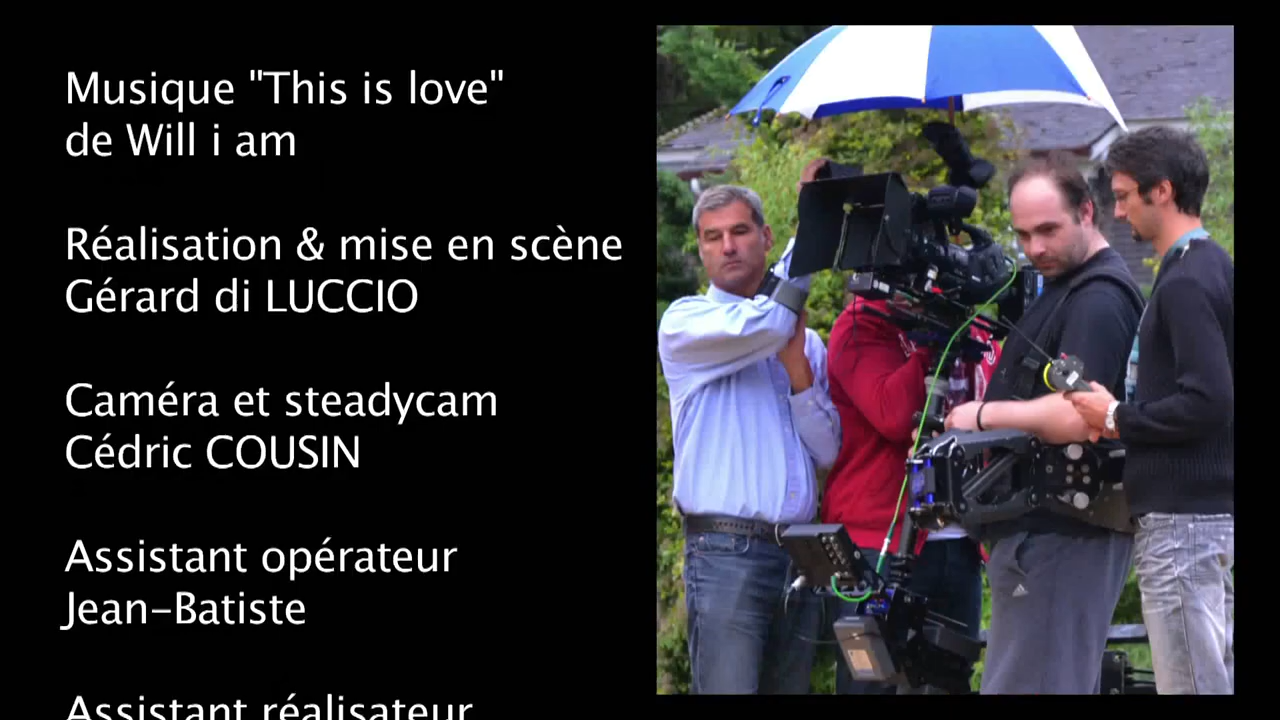 Musique "This is love"
de Will i am
Réalisation & mise en scène
Gérard di LUCCIO
Caméra et steadycam
Cédric COUSIN
Assistant opérateur
Jean-Batiste
Assistant réalisateur